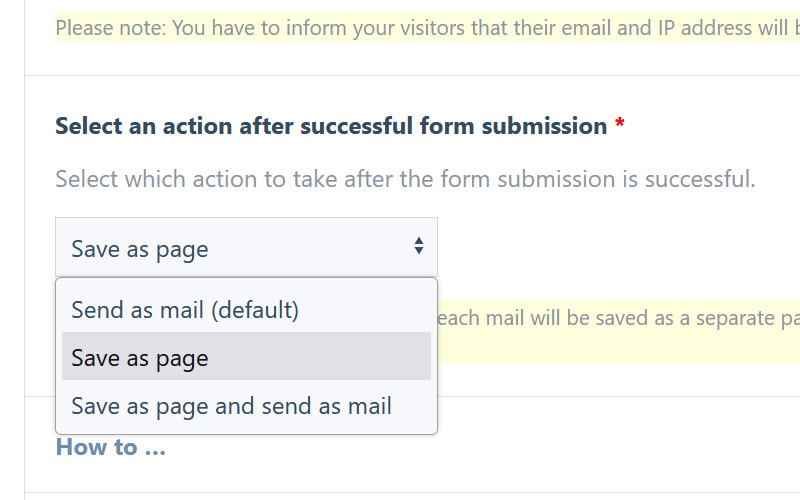 Please note: You have to inform your visitors that their email and IP address will
Select an action after successful form submission *
Select which action to take after the form submission is successful.
Save as page
Send as mail (default)
each mail will be saved as a separate
Save as page
Save as page and send as mail
How to ...